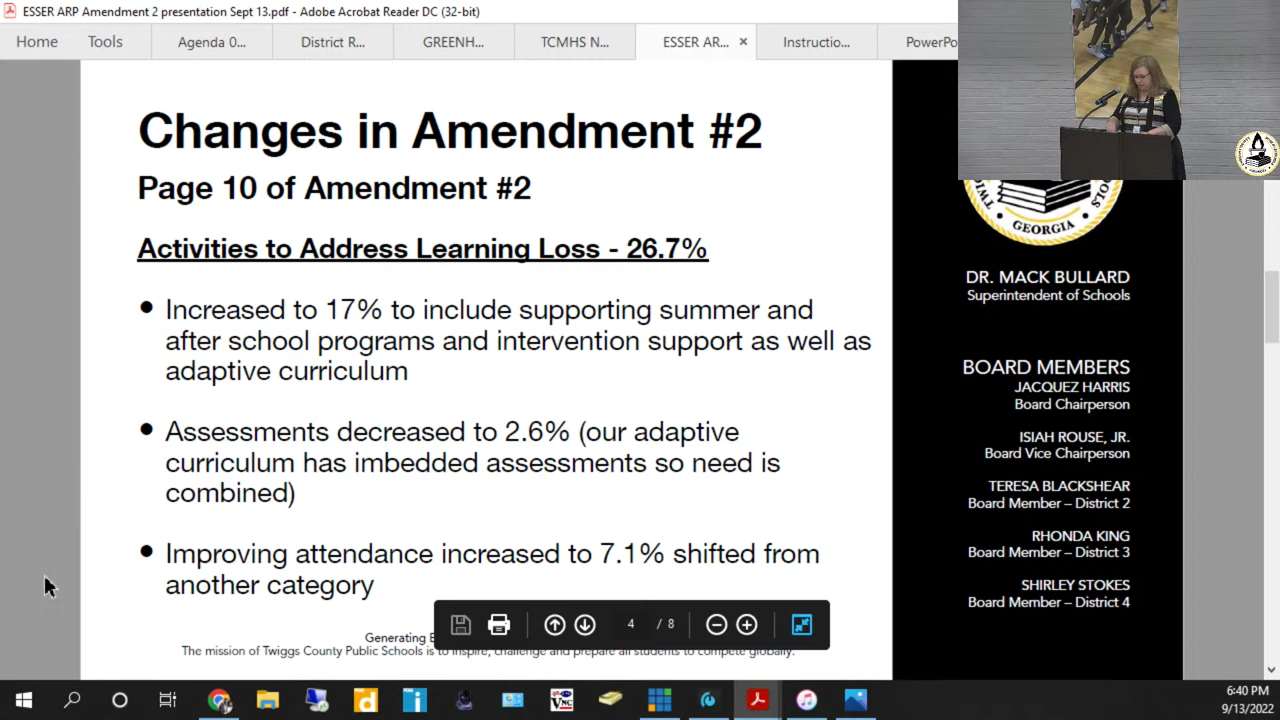 ESSER ARP Amendment 2 presentation Sept 13.pdf - Adobe Acrobat Reader DC (32-bit)
Home Tools Agenda 0... District R... GREENH... TCMHS N... ESSER AR... × Instructio... PowerPo
Changes in Amendment #2
Page 10 of Amendment #2
Activities to Address Learning Loss - 26.7%
• Increased to 17% to include supporting summer and
after school programs and intervention support as well as
adaptive curriculum
• Assessments decreased to 2.6% (our adaptive
curriculum has imbedded assessments so need is
combined)
• Improving attendance increased to 7.1% shifted from
another category
Generating
The mission of Twiggs County Public Schools is to inspire, challenge and prepare all students to compete globally.
4 / 8
GEORGIA
DR. MACK BULLARD
Superintendent of Schools
BOARD MEMBERS
JACQUEZ HARRIS
Board Chairperson
ISIAH ROUSE, JR.
Board Vice Chairperson
TERESA BLACKSHEAR
Board Member – District 2
RHONDA KING
Board Member – District 3
SHIRLEY STOKES
Board Member – District 4
6:40 PM
9/13/2022